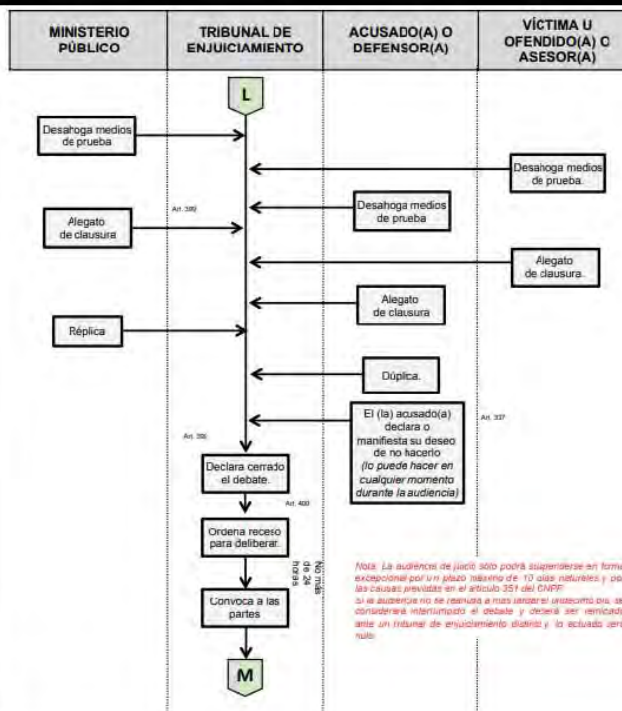 MINISTERIO
PÚBLICO
TRIBUNAL DE
ENJUICIAMIENTO
ACUSADO(A) O
DEFENSOR(A)
VÍCTIMA U
OFENDIDO(A) O
ASESOR(A)
L
Desahoga medios
de prueba
Desahoga medios
de prueba.
Desahoga medios
de prueba
Art. 399
Alegato
de clausura
Alegato
de clausura.
Alegato
de clausura
Réplica
Dúplica.
El (la) acusado(a)
declara o
manifiesta su deseo
de no hacerlo
(lo puede hacer en
cualquier momento
durante la audiencia)
Art.
Art.
Declara cerrado
el debate.
Art. 400
Ordena receso
para deliberar.
No más
de 24
horas
Convoca a las
partes
M
Nota: La audiencia de juicio sólo podrá suspenderse en forma
excepcional por un plazo máximo de 10 días naturales y por
las causas previstas en el artículo 351 del CNPP.
Si la audiencia no se reanuda a más tardar el undécimo día, se
considerará interrumpido el debate y deberá ser reiniciado
ante un tribunal de enjuiciamiento distinto y lo actuado será
nulo.